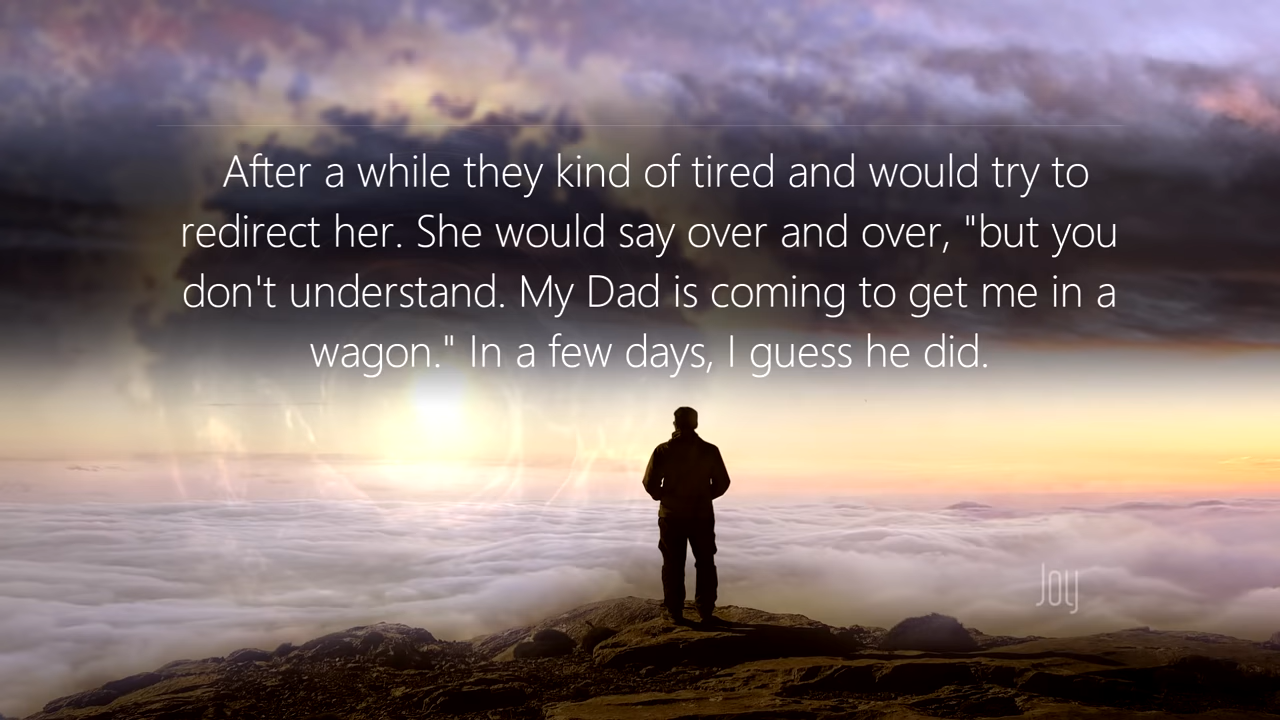 After a while they kind of tired and would try to
redirect her. She would say over and over, "but you
don't understand. My Dad is coming to get me in a
wagon." In a few days, I guess he did.
Joy